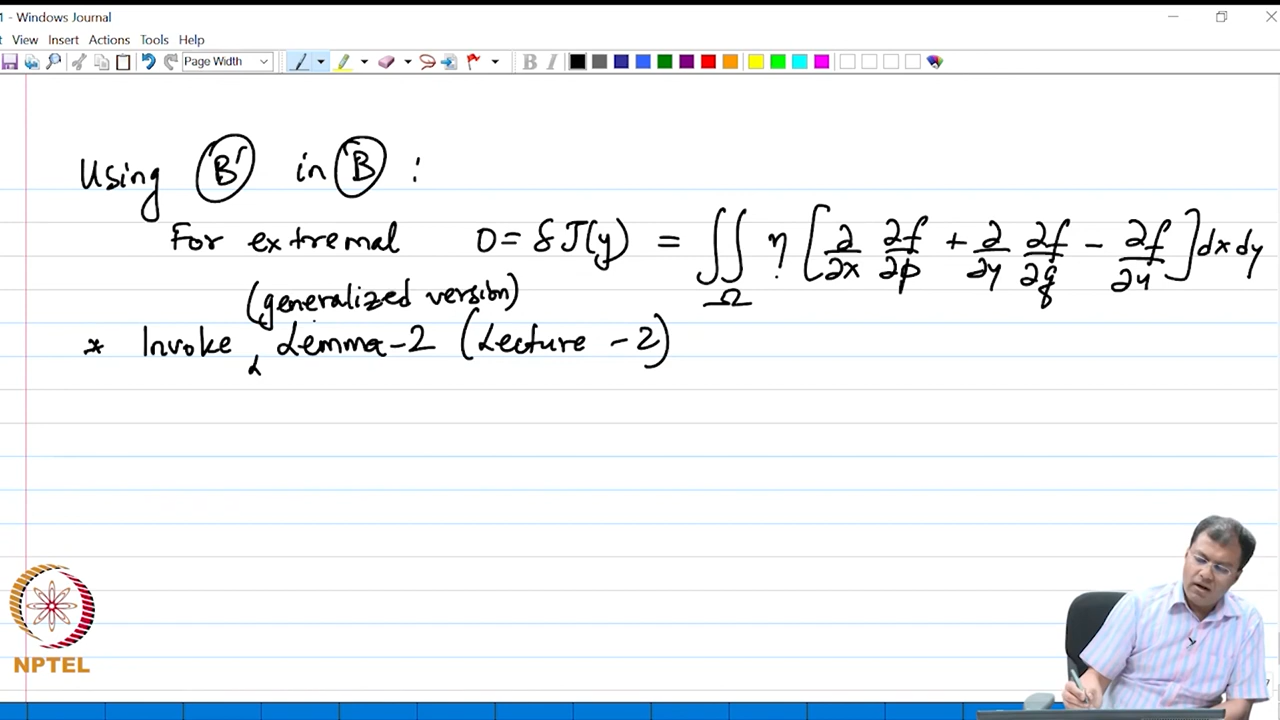 1 - Windows Journal
t View Insert Actions Tools Help
Page Width
B I
Using (B') in (B) :
For extremal 0 = δJ(y) = ∬_Ω η [∂/∂x ∂f/∂p + ∂/∂y ∂f/∂q − ∂f/∂u] dx dy
(generalized version)
* Invoke Lemma-2 (Lecture -2)
NPTEL